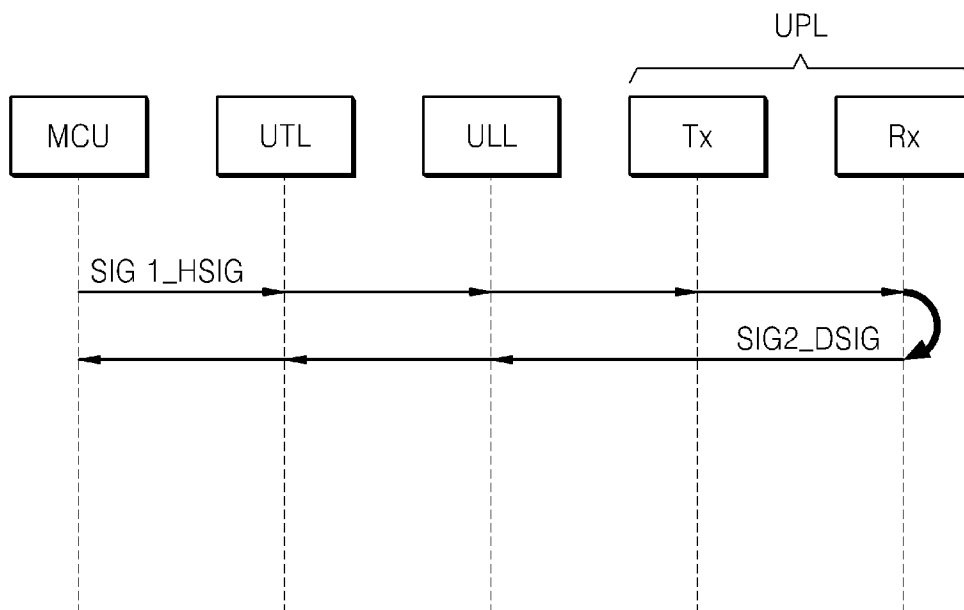 UPL
MCU
UTL
ULL
Tx
Rx
SIG 1_HSIG
SIG2_DSIG